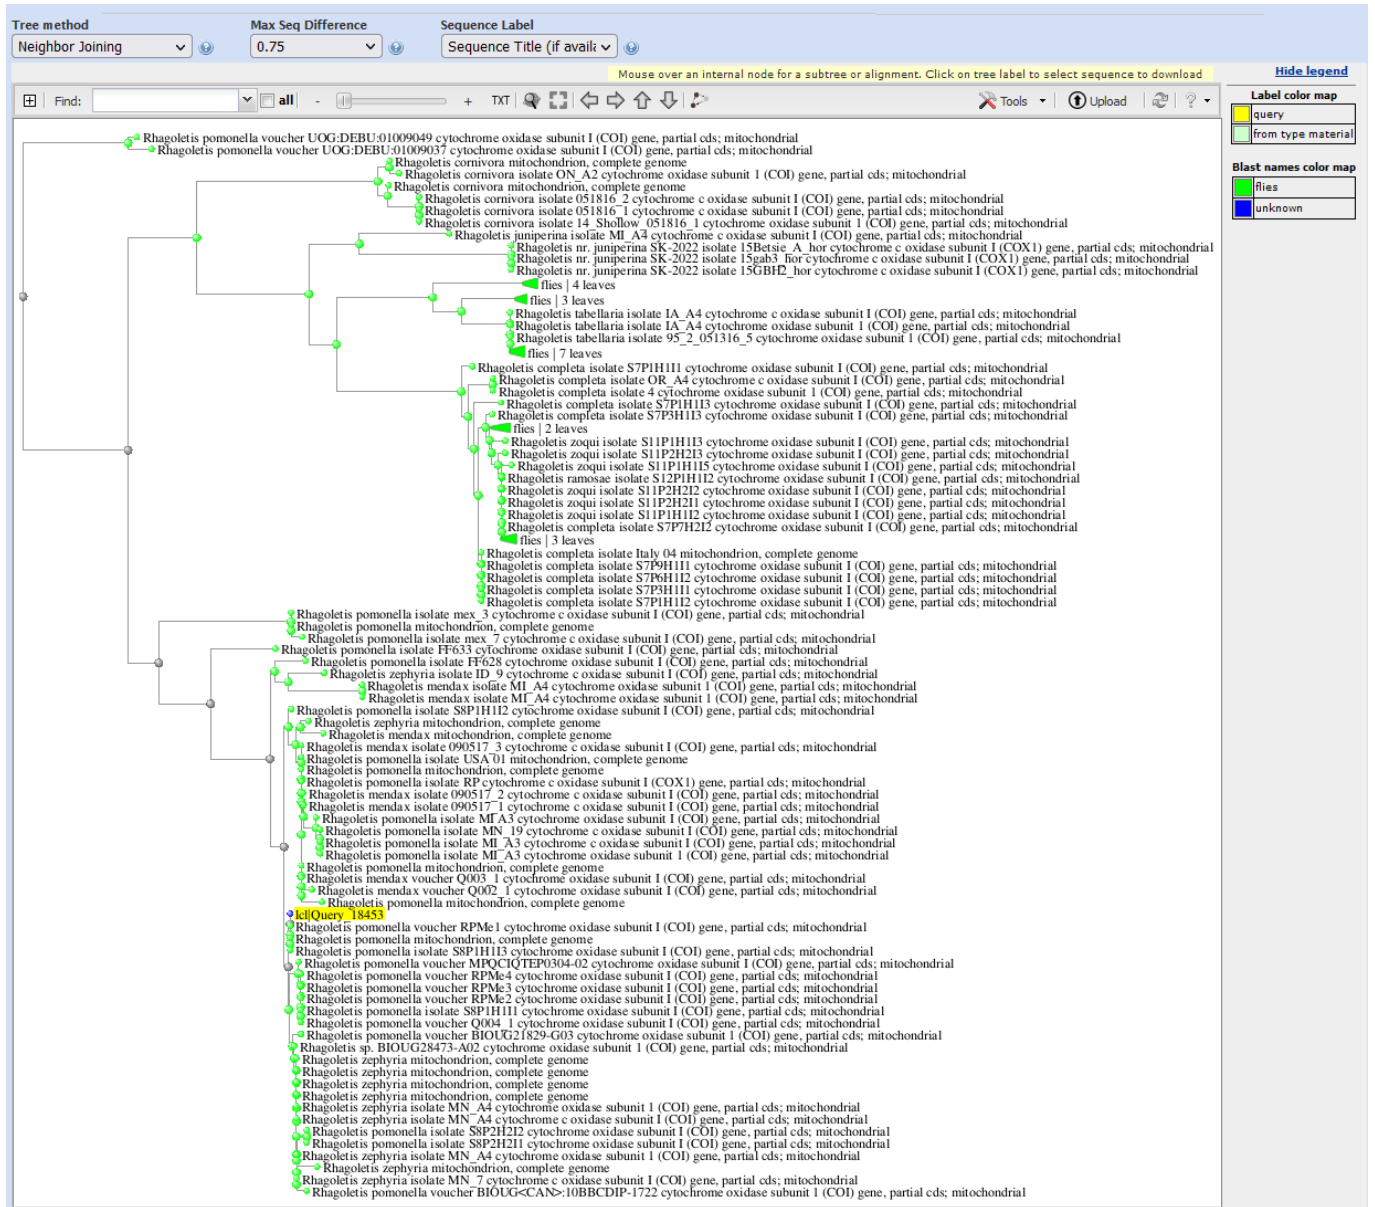 Tree method
Max Seq Difference
Sequence Label
Neighbor Joining
0.75
Sequence Title (if availa
Mouse over an internal node for a subtree or alignment. Click on tree label to select sequence to download
Hide legend
Find:
all
-
+
TXT
Tools
Upload
?
Label color map
query
from type material
Blast names color map
flies
unknown
Rhagoletis pomonella voucher UOG:DEBU:01009049 cytochrome oxidase subunit I (COI) gene, partial cds; mitochondrial
Rhagoletis pomonella voucher UOG:DEBU:01009037 cytochrome oxidase subunit I (COI) gene, partial cds; mitochondrial
Rhagoletis cornivora mitochondrion, complete genome
Rhagoletis cornivora isolate ON_A2 cytochrome oxidase subunit 1 (COI) gene, partial cds; mitochondrial
Rhagoletis cornivora mitochondrion, complete genome
Rhagoletis cornivora isolate 051816_2 cytochrome c oxidase subunit I (COI) gene, partial cds; mitochondrial
Rhagoletis cornivora isolate 051816_1 cytochrome c oxidase subunit I (COI) gene, partial cds; mitochondrial
Rhagoletis cornivora isolate 14_Shollow_051816_1 cytochrome oxidase subunit 1 (COI) gene, partial cds; mitochondrial
Rhagoletis juniperina isolate MI_A4 cytochrome c oxidase subunit I (COI) gene, partial cds; mitochondrial
Rhagoletis nr. juniperina SK-2022 isolate 15Betsie_A_hor cytochrome c oxidase subunit I (COX1) gene, partial cds; mitochondrial
Rhagoletis nr. juniperina SK-2022 isolate 15gab3_hor cytochrome c oxidase subunit I (COX1) gene, partial cds; mitochondrial
Rhagoletis nr. juniperina SK-2022 isolate 15GBH2_hor cytochrome c oxidase subunit I (COX1) gene, partial cds; mitochondrial
flies | 4 leaves
flies | 3 leaves
Rhagoletis tabellaria isolate IA_A4 cytochrome c oxidase subunit I (COI) gene, partial cds; mitochondrial
Rhagoletis tabellaria isolate IA_A4 cytochrome oxidase subunit 1 (COI) gene, partial cds; mitochondrial
Rhagoletis tabellaria isolate 95_2_051316_5 cytochrome oxidase subunit 1 (COI) gene, partial cds; mitochondrial
flies | 7 leaves
Rhagoletis completa isolate S7P1H1I1 cytochrome oxidase subunit I (COI) gene, partial cds; mitochondrial
Rhagoletis completa isolate OR_A4 cytochrome c oxidase subunit I (COI) gene, partial cds; mitochondrial
Rhagoletis completa isolate 4 cytochrome oxidase subunit 1 (COI) gene, partial cds; mitochondrial
Rhagoletis completa isolate S7P1H1I3 cytochrome oxidase subunit I (COI) gene, partial cds; mitochondrial
Rhagoletis completa isolate S7P3H1I3 cytochrome oxidase subunit I (COI) gene, partial cds; mitochondrial
flies | 2 leaves
Rhagoletis zoqui isolate S11P1H1I3 cytochrome oxidase subunit I (COI) gene, partial cds; mitochondrial
Rhagoletis zoqui isolate S11P2H2I3 cytochrome oxidase subunit I (COI) gene, partial cds; mitochondrial
Rhagoletis zoqui isolate S11P1H1I5 cytochrome oxidase subunit I (COI) gene, partial cds; mitochondrial
Rhagoletis ramosae isolate S12P1H1I2 cytochrome oxidase subunit I (COI) gene, partial cds; mitochondrial
Rhagoletis zoqui isolate S11P2H2I2 cytochrome oxidase subunit I (COI) gene, partial cds; mitochondrial
Rhagoletis zoqui isolate S11P2H2I1 cytochrome oxidase subunit I (COI) gene, partial cds; mitochondrial
Rhagoletis zoqui isolate S11P1H1I2 cytochrome oxidase subunit I (COI) gene, partial cds; mitochondrial
Rhagoletis completa isolate S7P7H2I2 cytochrome oxidase subunit I (COI) gene, partial cds; mitochondrial
flies | 3 leaves
Rhagoletis completa isolate Italy 04 mitochondrion, complete genome
Rhagoletis completa isolate S7P9H1I1 cytochrome oxidase subunit I (COI) gene, partial cds; mitochondrial
Rhagoletis completa isolate S7P6H1I2 cytochrome oxidase subunit I (COI) gene, partial cds; mitochondrial
Rhagoletis completa isolate S7P3H1I1 cytochrome oxidase subunit I (COI) gene, partial cds; mitochondrial
Rhagoletis completa isolate S7P1H1I2 cytochrome oxidase subunit I (COI) gene, partial cds; mitochondrial
Rhagoletis pomonella isolate mex_3 cytochrome c oxidase subunit I (COI) gene, partial cds; mitochondrial
Rhagoletis pomonella mitochondrion, complete genome
Rhagoletis pomonella isolate mex_7 cytochrome c oxidase subunit I (COI) gene, partial cds; mitochondrial
Rhagoletis pomonella isolate FF633 cytochrome oxidase subunit I (COI) gene, partial cds; mitochondrial
Rhagoletis pomonella isolate FF628 cytochrome oxidase subunit I (COI) gene, partial cds; mitochondrial
Rhagoletis zephyria isolate ID_9 cytochrome c oxidase subunit I (COI) gene, partial cds; mitochondrial
Rhagoletis mendax isolate MI_A4 cytochrome oxidase subunit 1 (COI) gene, partial cds; mitochondrial
Rhagoletis mendax isolate MI_A4 cytochrome oxidase subunit 1 (COI) gene, partial cds; mitochondrial
Rhagoletis pomonella isolate S8P1H1I2 cytochrome oxidase subunit I (COI) gene, partial cds; mitochondrial
Rhagoletis zephyria mitochondrion, complete genome
Rhagoletis mendax mitochondrion, complete genome
Rhagoletis mendax isolate 090517_3 cytochrome c oxidase subunit I (COI) gene, partial cds; mitochondrial
Rhagoletis pomonella isolate USA 01 mitochondrion, complete genome
Rhagoletis pomonella mitochondrion, complete genome
Rhagoletis pomonella isolate RP cytochrome c oxidase subunit I (COX1) gene, partial cds; mitochondrial
Rhagoletis mendax isolate 090517_2 cytochrome c oxidase subunit I (COI) gene, partial cds; mitochondrial
Rhagoletis mendax isolate 090517_1 cytochrome c oxidase subunit I (COI) gene, partial cds; mitochondrial
Rhagoletis pomonella isolate MI A3 cytochrome oxidase subunit 1 (COI) gene, partial cds; mitochondrial
Rhagoletis pomonella isolate MN_19 cytochrome c oxidase subunit I (COI) gene, partial cds; mitochondrial
Rhagoletis pomonella isolate MI_A3 cytochrome c oxidase subunit I (COI) gene, partial cds; mitochondrial
Rhagoletis pomonella isolate MI_A3 cytochrome oxidase subunit 1 (COI) gene, partial cds; mitochondrial
Rhagoletis pomonella mitochondrion, complete genome
Rhagoletis mendax voucher Q003_1 cytochrome oxidase subunit I (COI) gene, partial cds; mitochondrial
Rhagoletis mendax voucher Q002_1 cytochrome oxidase subunit I (COI) gene, partial cds; mitochondrial
Rhagoletis pomonella mitochondrion, complete genome
lcl|Query_18453
Rhagoletis pomonella voucher RPMe1 cytochrome oxidase subunit I (COI) gene, partial cds; mitochondrial
Rhagoletis pomonella mitochondrion, complete genome
Rhagoletis pomonella isolate S8P1H1I3 cytochrome oxidase subunit I (COI) gene, partial cds; mitochondrial
Rhagoletis pomonella voucher MPQCIQTEP0304-02 cytochrome oxidase subunit I (COI) gene, partial cds; mitochondrial
Rhagoletis pomonella voucher RPMe4 cytochrome oxidase subunit I (COI) gene, partial cds; mitochondrial
Rhagoletis pomonella voucher RPMe3 cytochrome oxidase subunit I (COI) gene, partial cds; mitochondrial
Rhagoletis pomonella voucher RPMe2 cytochrome oxidase subunit I (COI) gene, partial cds; mitochondrial
Rhagoletis pomonella isolate S8P1H1I1 cytochrome oxidase subunit I (COI) gene, partial cds; mitochondrial
Rhagoletis pomonella voucher Q004_1 cytochrome oxidase subunit I (COI) gene, partial cds; mitochondrial
Rhagoletis pomonella voucher BIOUG21829-G03 cytochrome oxidase subunit 1 (COI) gene, partial cds; mitochondrial
Rhagoletis sp. BIOUG28473-A02 cytochrome oxidase subunit 1 (COI) gene, partial cds; mitochondrial
Rhagoletis zephyria mitochondrion, complete genome
Rhagoletis zephyria mitochondrion, complete genome
Rhagoletis zephyria mitochondrion, complete genome
Rhagoletis zephyria mitochondrion, complete genome
Rhagoletis zephyria isolate MN_A4 cytochrome oxidase subunit 1 (COI) gene, partial cds; mitochondrial
Rhagoletis zephyria isolate MN_A4 cytochrome c oxidase subunit I (COI) gene, partial cds; mitochondrial
Rhagoletis pomonella isolate S8P2H2I2 cytochrome oxidase subunit I (COI) gene, partial cds; mitochondrial
Rhagoletis pomonella isolate S8P2H2I1 cytochrome oxidase subunit I (COI) gene, partial cds; mitochondrial
Rhagoletis zephyria isolate MN_A4 cytochrome oxidase subunit 1 (COI) gene, partial cds; mitochondrial
Rhagoletis zephyria mitochondrion, complete genome
Rhagoletis zephyria isolate MN_7 cytochrome c oxidase subunit I (COI) gene, partial cds; mitochondrial
Rhagoletis pomonella voucher BIOUG<CAN>:10BBCDIP-1722 cytochrome oxidase subunit 1 (COI) gene, partial cds; mitochondrial